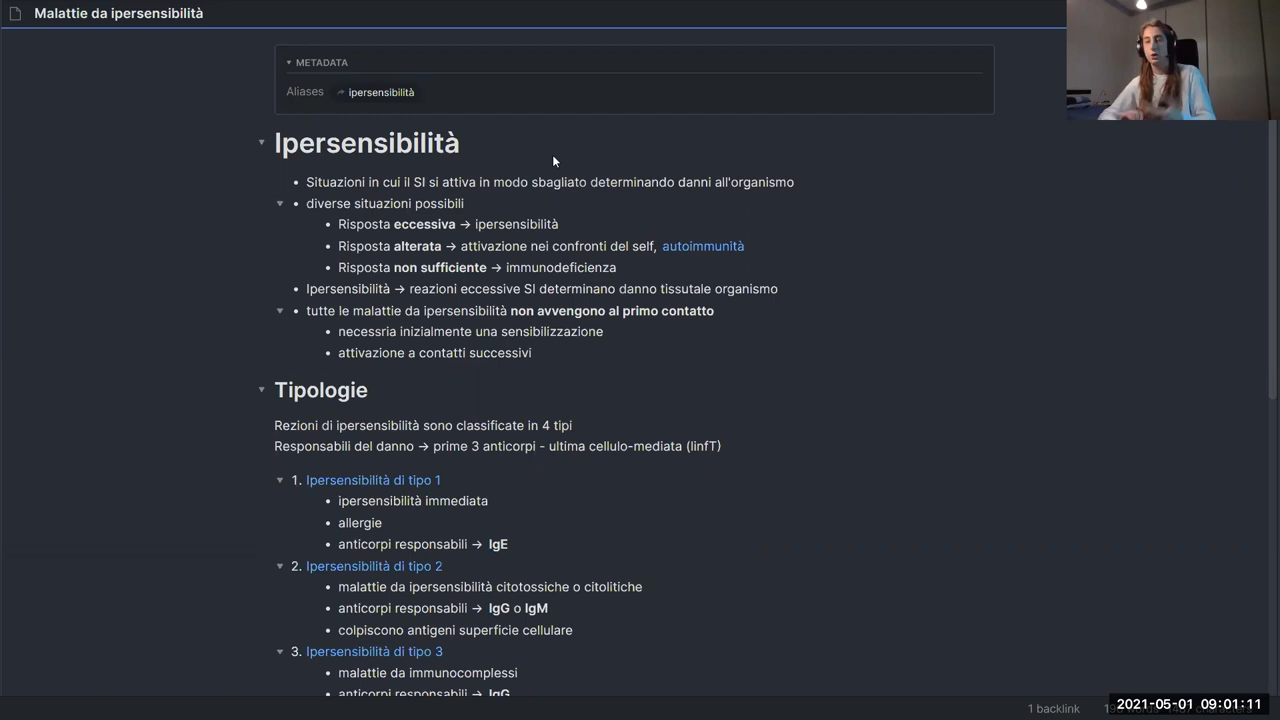 Malattie da ipersensibilità
METADATA
Aliases ipersensibilità
Ipersensibilità
• Situazioni in cui il SI si attiva in modo sbagliato determinando danni all'organismo
• diverse situazioni possibili
• Risposta eccessiva → ipersensibilità
• Risposta alterata → attivazione nei confronti del self, autoimmunità
• Risposta non sufficiente → immunodeficienza
• Ipersensibilità → reazioni eccessive SI determinano danno tissutale organismo
• tutte le malattie da ipersensibilità non avvengono al primo contatto
• necessria inizialmente una sensibilizzazione
• attivazione a contatti successivi
Tipologie
Rezioni di ipersensibilità sono classificate in 4 tipi
Responsabili del danno → prime 3 anticorpi - ultima cellulo-mediata (linfT)
1. Ipersensibilità di tipo 1
• ipersensibilità immediata
• allergie
• anticorpi responsabili → IgE
2. Ipersensibilità di tipo 2
• malattie da ipersensibilità citotossiche o citolitiche
• anticorpi responsabili → IgG o IgM
• colpiscono antigeni superficie cellulare
3. Ipersensibilità di tipo 3
• malattie da immunocomplessi
• anticorpi responsabili → IgG
1 backlink
2021-05-01 09:01:11